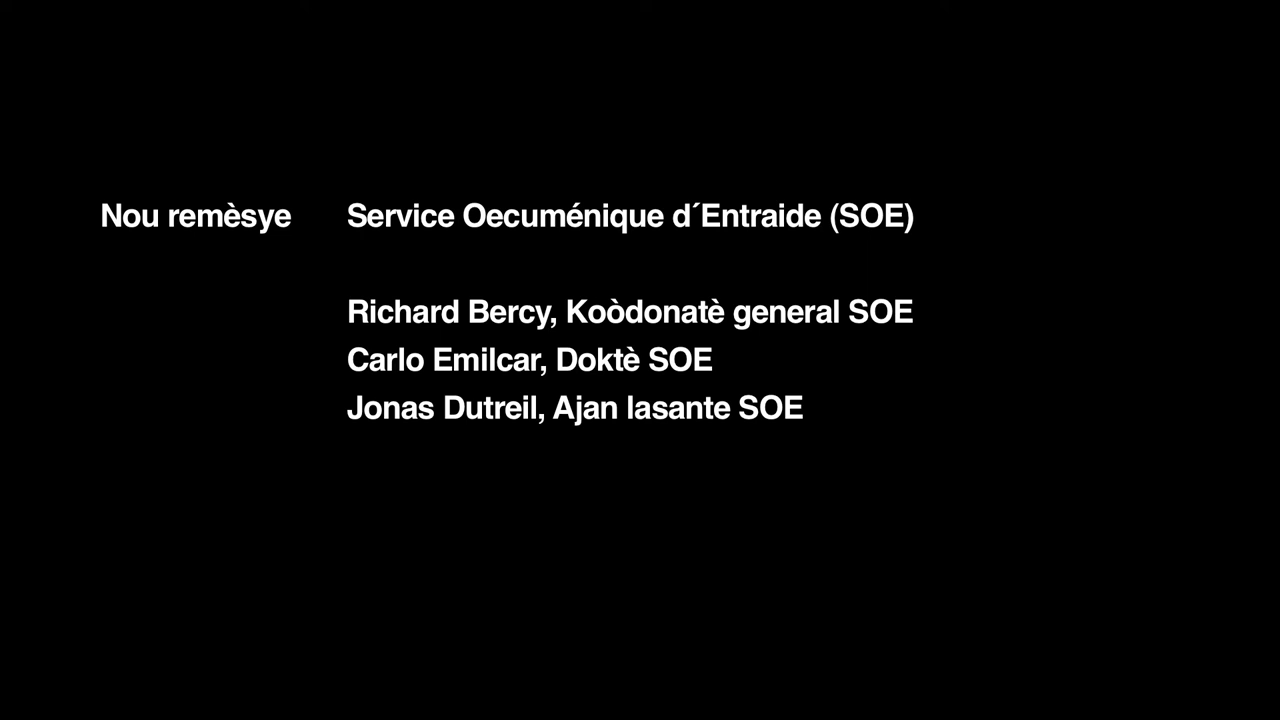 Nou remèsye Service Oecuménique d´Entraide (SOE)
Richard Bercy, Koòdonatè general SOE
Carlo Emilcar, Doktè SOE
Jonas Dutreil, Ajan lasante SOE